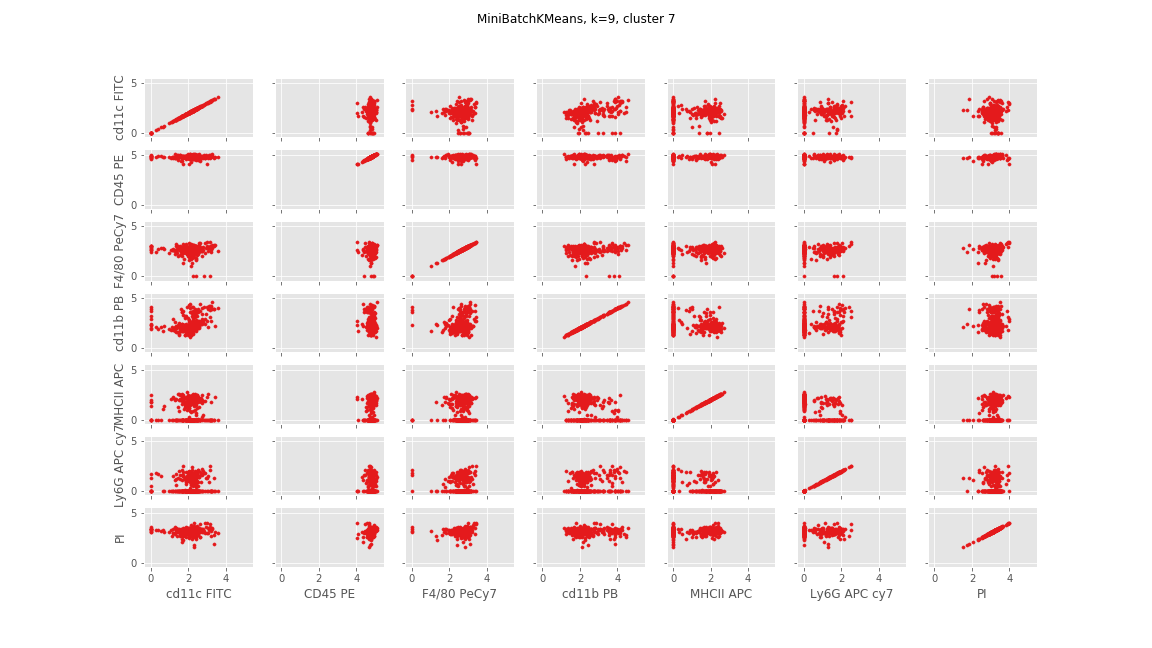 MiniBatchKMeans, k=9, cluster 7
cd11c FITC
5
0
CD45 PE
5
0
F4/80 PeCy7
5
0
cd11b PB
5
0
MHCII APC
5
0
Ly6G APC cy7
5
0
PI
5
0
0 2 4 0 2 4 0 2 4 0 2 4 0 2 4 0 2 4 0 2 4
cd11c FITC CD45 PE F4/80 PeCy7 cd11b PB MHCII APC Ly6G APC cy7 PI